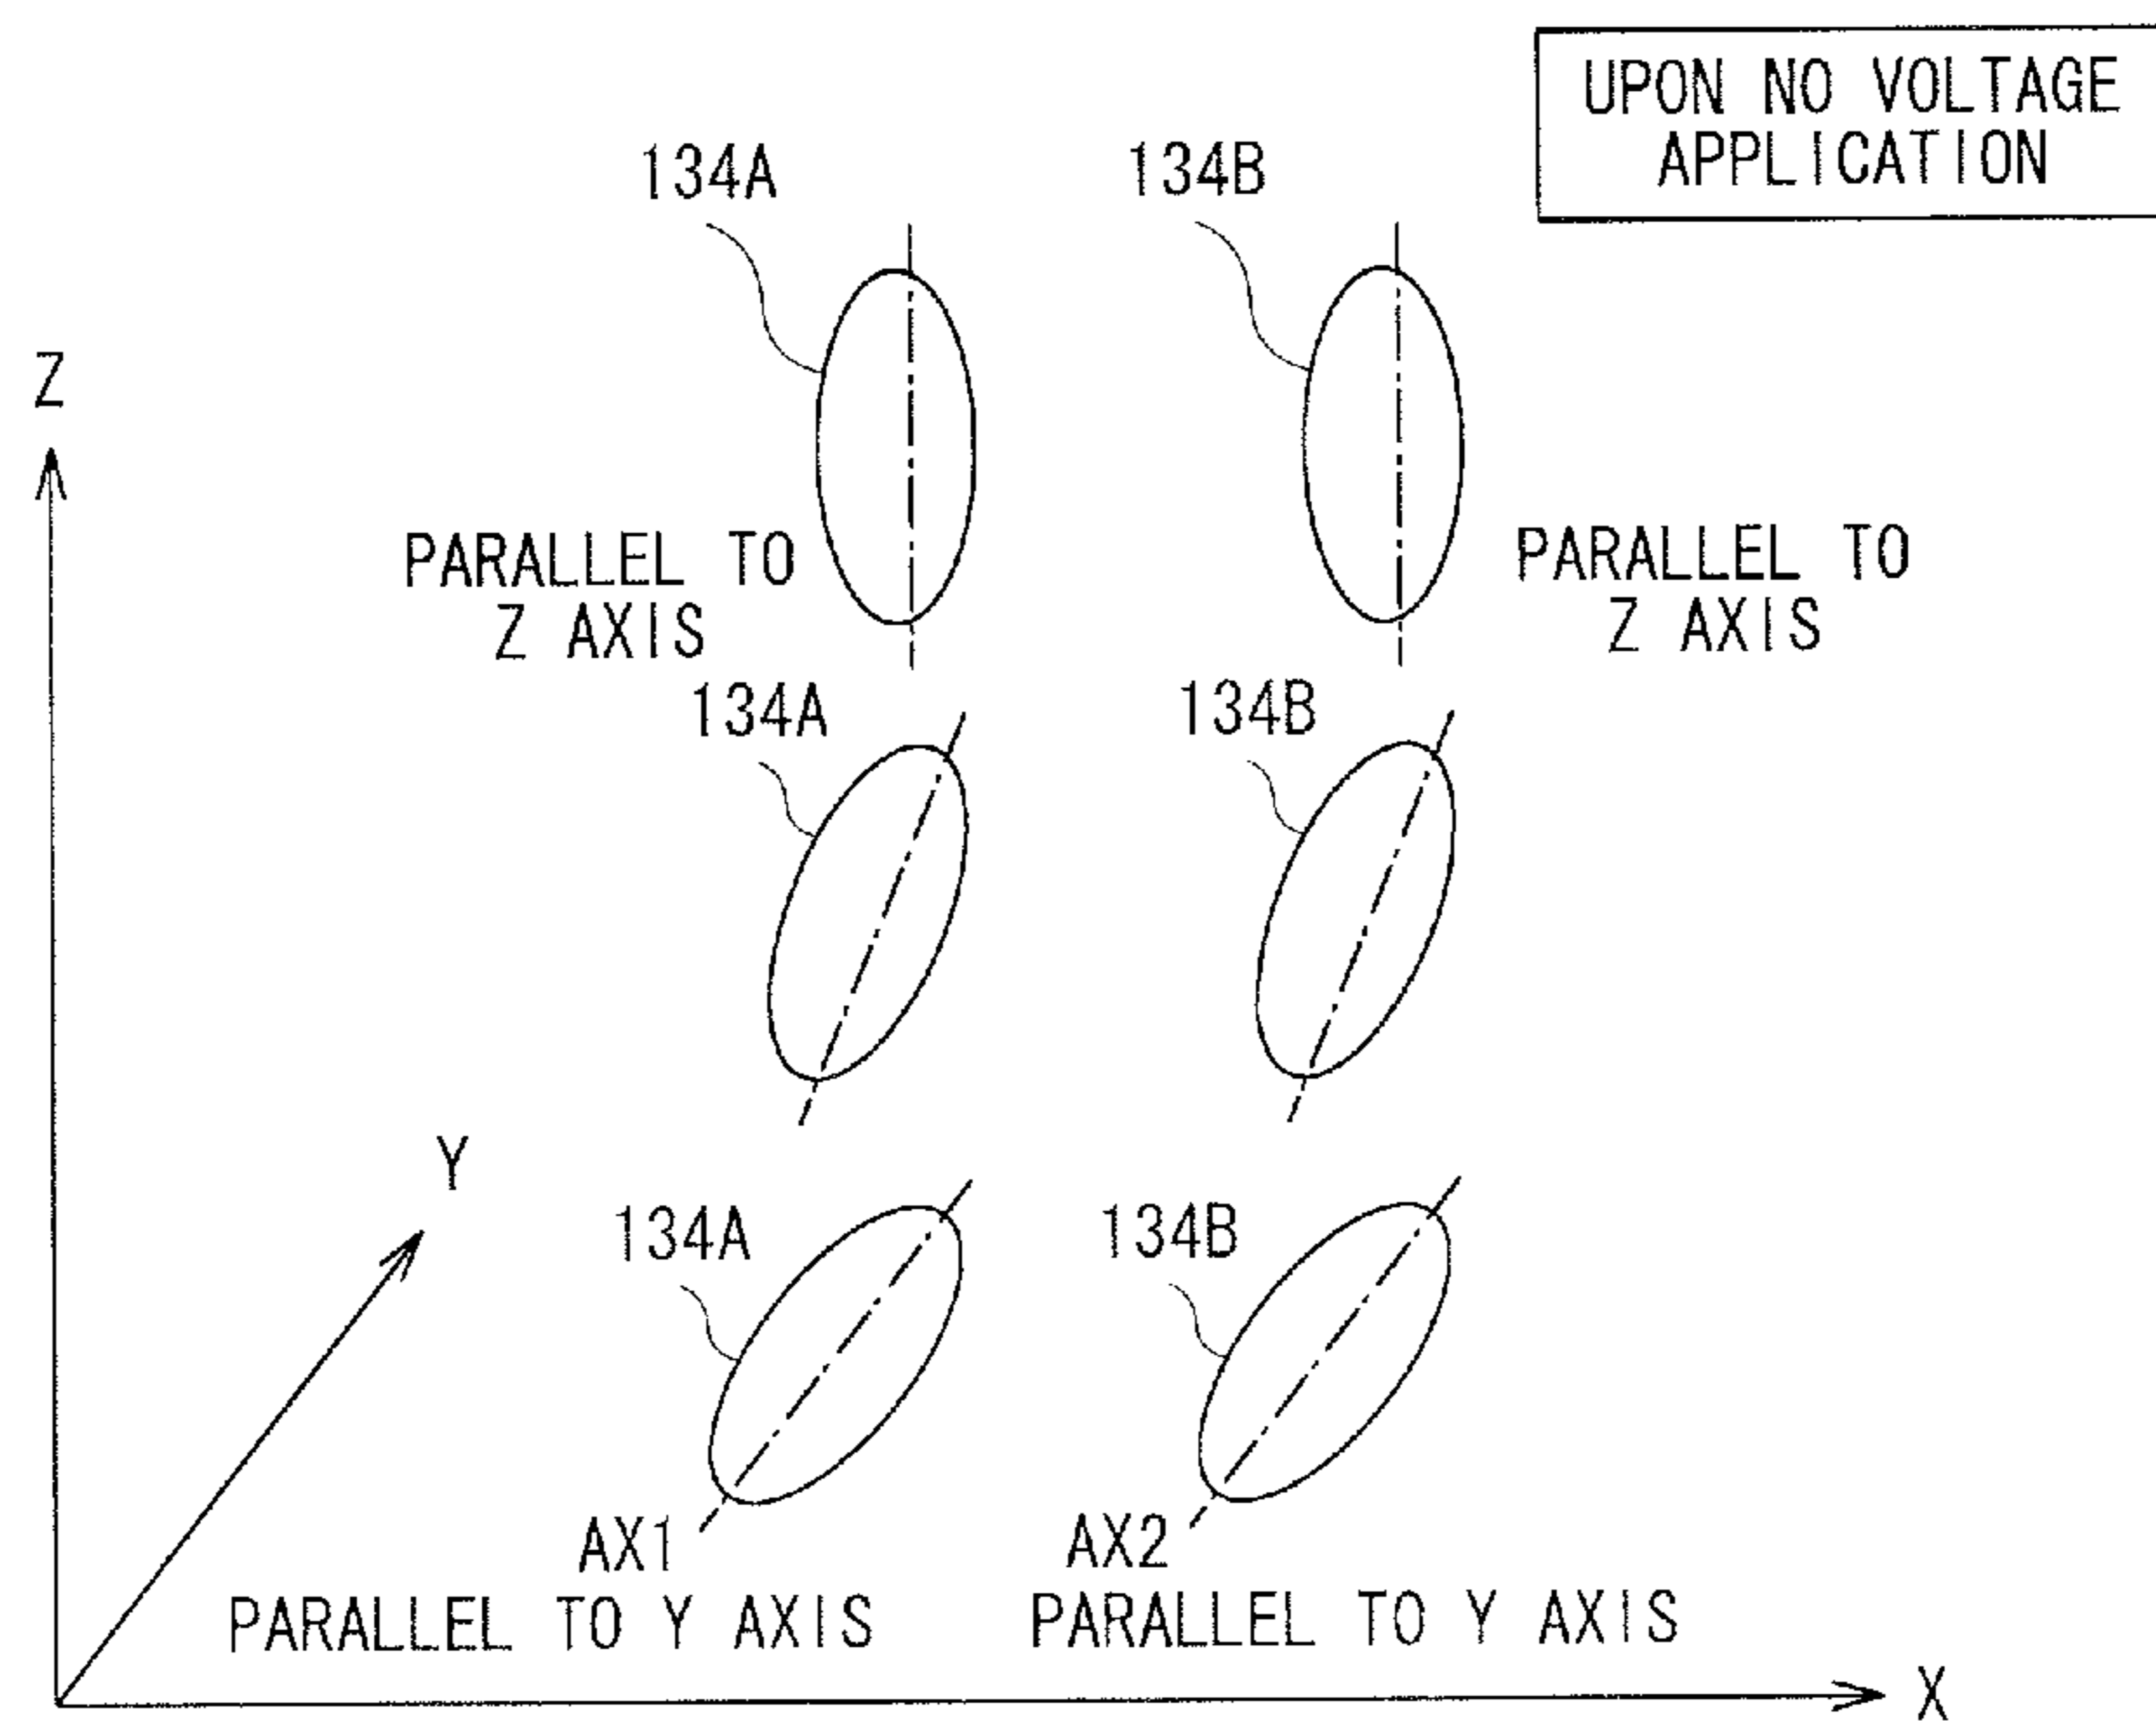 UPON NO VOLTAGE
APPLICATION
134A
134B
Z
PARALLEL TO
Z AXIS
PARALLEL TO
Z AXIS
134A
134B
Y
134A
134B
AX1
AX2
PARALLEL TO Y AXIS
PARALLEL TO Y AXIS
X